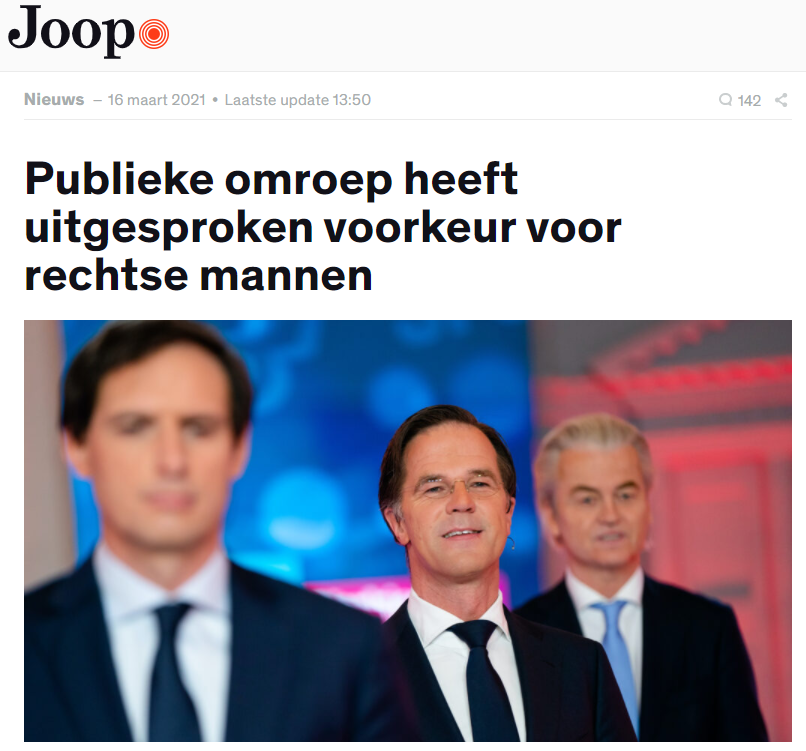 Joop
Nieuws – 16 maart 2021 • Laatste update 13:50
142
Publieke omroep heeft
uitgesproken voorkeur voor
rechtse mannen